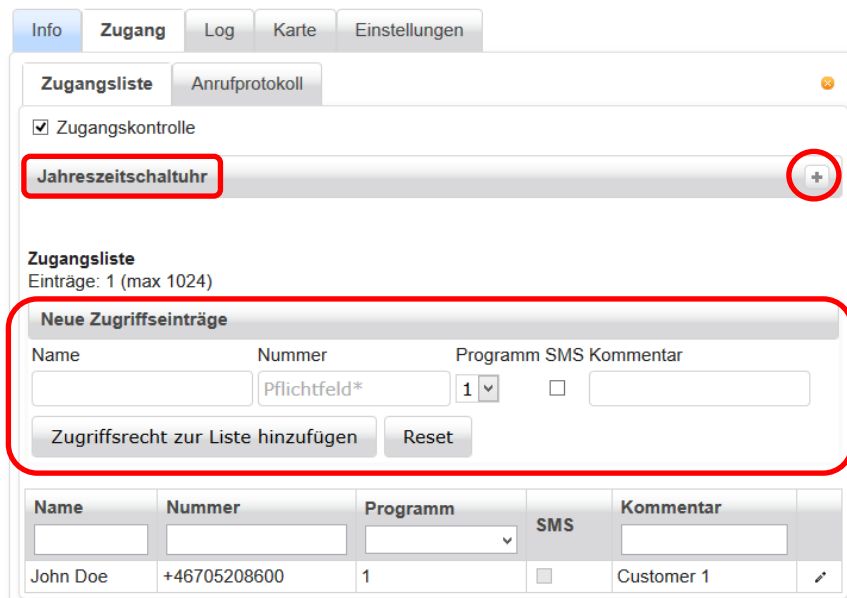 Info Zugang Log Karte Einstellungen
Zugangsliste Anrufprotokoll
Zugangskontrolle
Jahreszeitschaltuhr
Zugangsliste
Einträge: 1 (max 1024)
Neue Zugriffseinträge
Name Nummer Programm SMS Kommentar
Pflichtfeld* 1
Zugriffsrecht zur Liste hinzufügen Reset
Name Nummer Programm SMS Kommentar
John Doe +46705208600 1 Customer 1